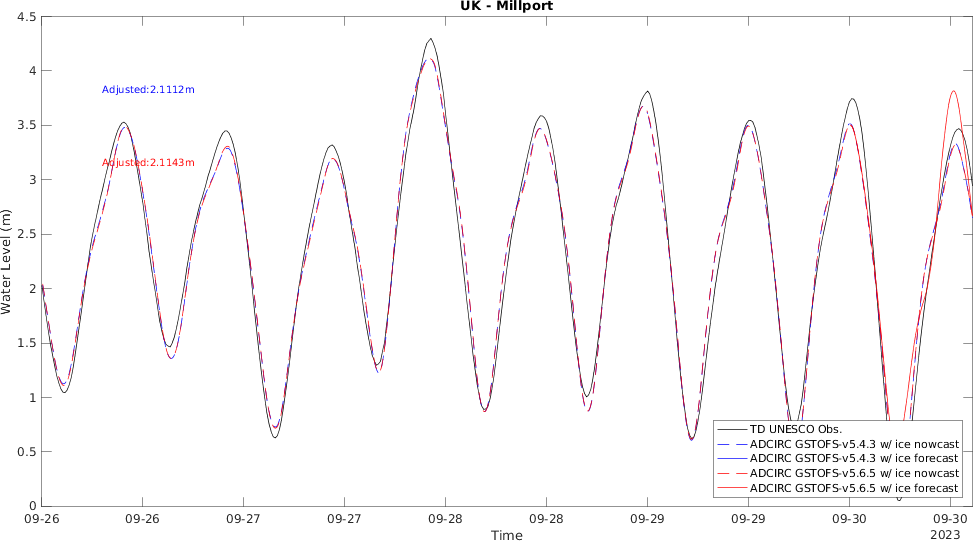 UK - Millport
4.5
4
3.5
3
2.5
2
1.5
1
0.5
0
Water Level (m)
Adjusted:2.1112m
Adjusted:2.1143m
TD UNESCO Obs.
ADCIRC GSTOFS-v5.4.3 w/ ice nowcast
ADCIRC GSTOFS-v5.4.3 w/ ice forecast
ADCIRC GSTOFS-v5.6.5 w/ ice nowcast
ADCIRC GSTOFS-v5.6.5 w/ ice forecast
09-26 09-26 09-27 09-27 09-28 09-28 09-29 09-29 09-30 09-30
2023
Time